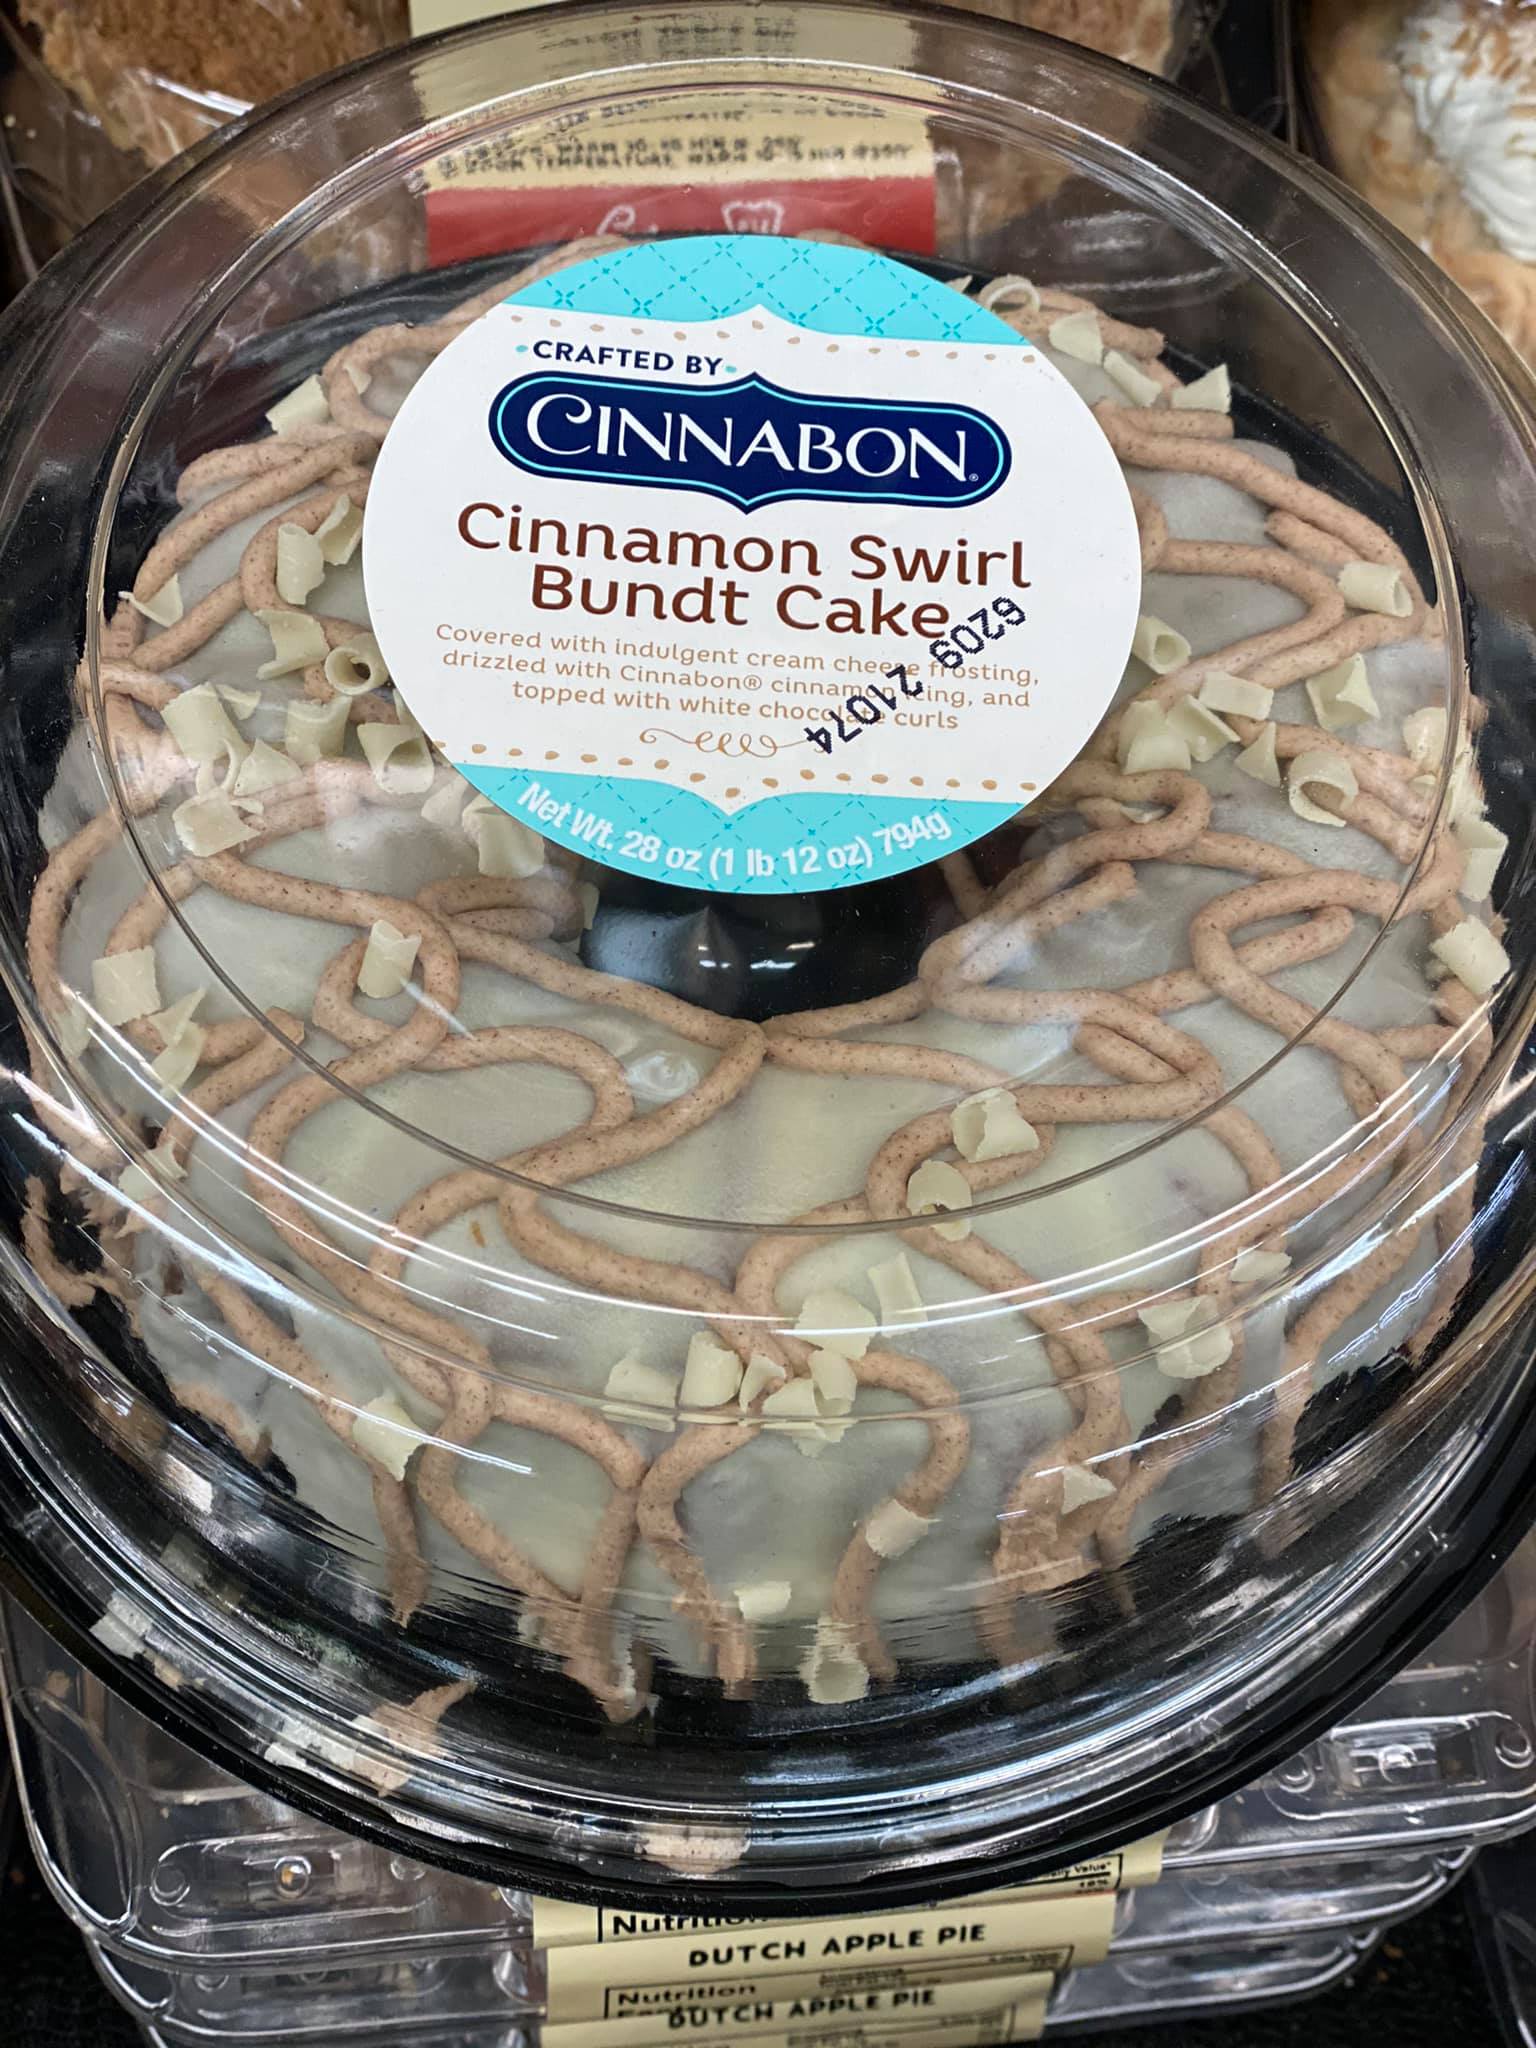 CRAFTED BY
CINNABON®
Cinnamon Swirl
Bundt Cake
Covered with indulgent cream cheese frosting,
drizzled with Cinnabon® cinnamon icing, and
topped with white chocolate curls
21074 6209
Net Wt. 28 oz (1 lb 12 oz) 794g
Nutrition
DUTCH APPLE PIE
Nutrition
DUTCH APPLE PIE